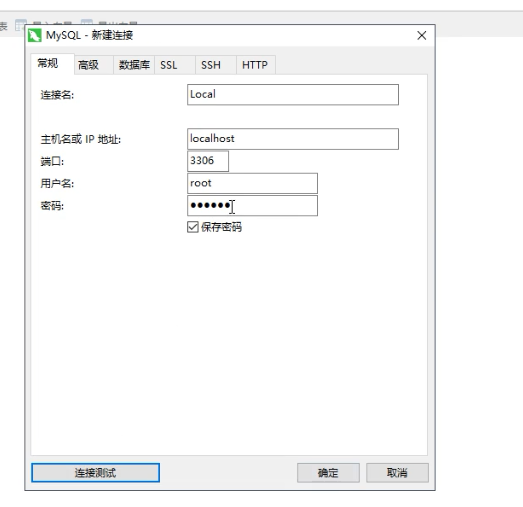 表
MySQL - 新建连接
常规 高级 数据库 SSL SSH HTTP
连接名: Local
主机名或 IP 地址: localhost
端口: 3306
用户名: root
密码: ●●●●●●
保存密码
连接测试 确定 取消